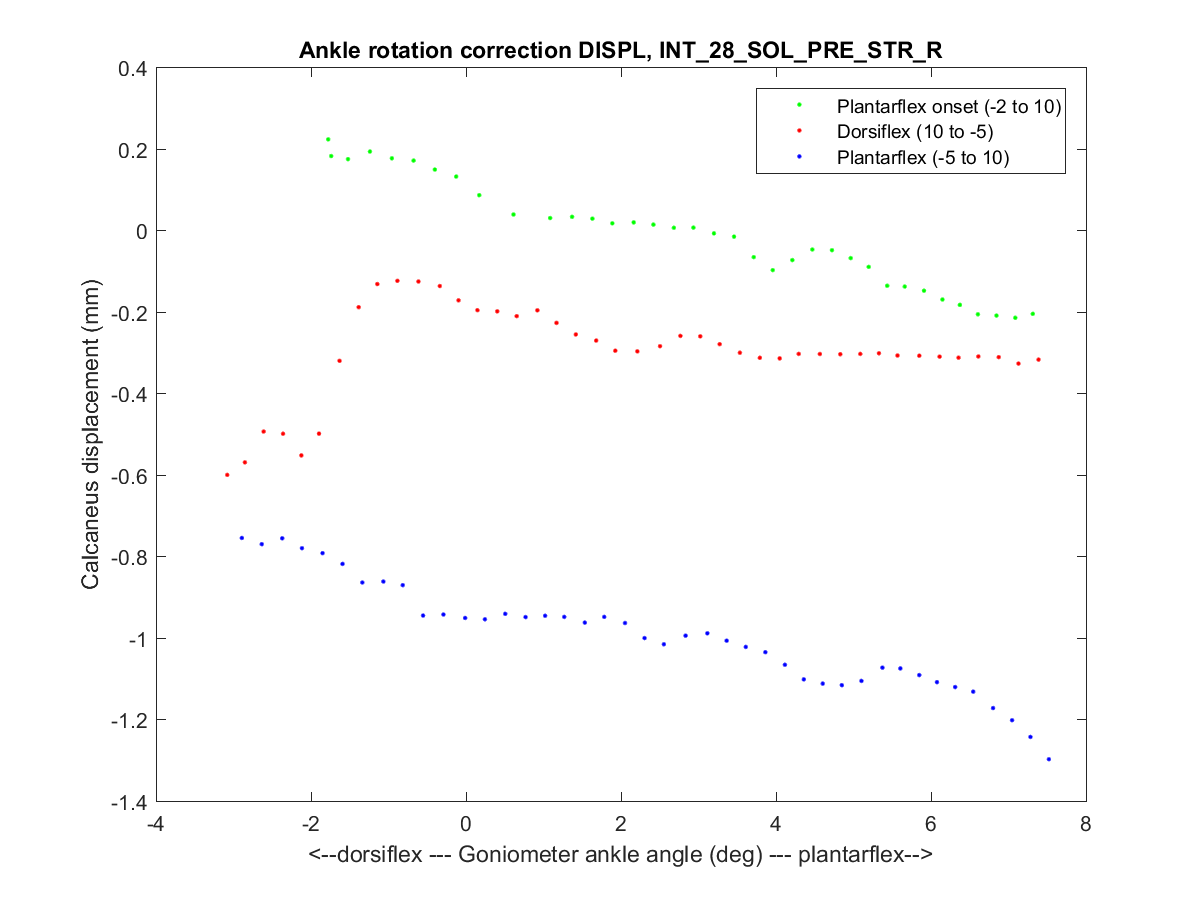 Ankle rotation correction DISPL, INT_28_SOL_PRE_STR_R
0.4
0.2
0
-0.2
-0.4
-0.6
-0.8
-1
-1.2
-1.4
Calcaneus displacement (mm)
Plantarflex onset (-2 to 10)
Dorsiflex (10 to -5)
Plantarflex (-5 to 10)
-4 -2 0 2 4 6 8
<--dorsiflex --- Goniometer ankle angle (deg) --- plantarflex-->